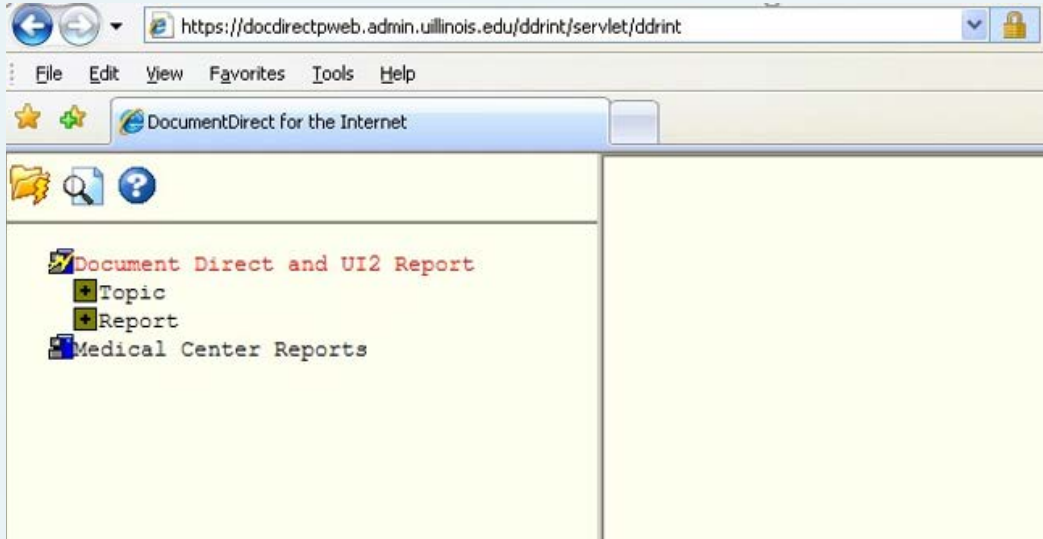 https://docdirectpweb.admin.uillinois.edu/ddrint/servlet/ddrint
File Edit View Favorites Tools Help
DocumentDirect for the Internet
Document Direct and UI2 Report
Topic
Report
Medical Center Reports